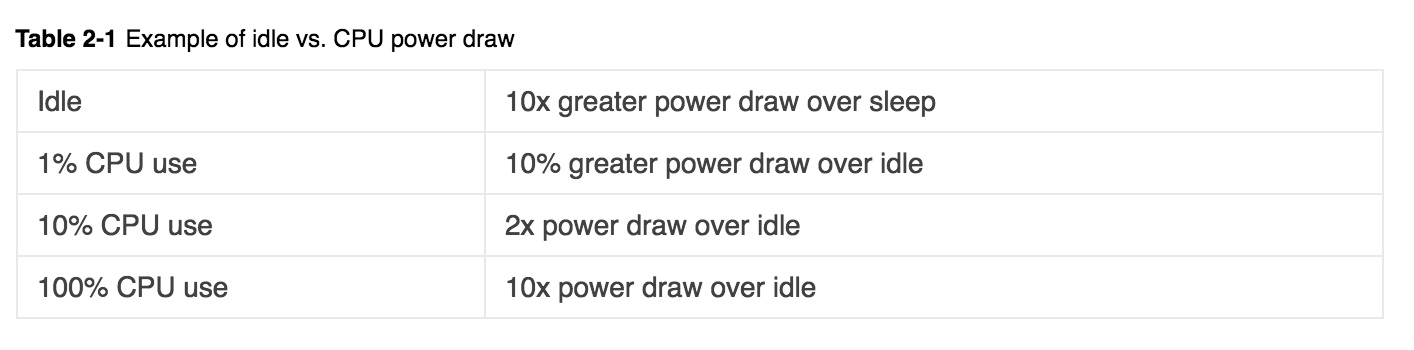 Table 2-1 Example of idle vs. CPU power draw
Idle 10x greater power draw over sleep
1% CPU use 10% greater power draw over idle
10% CPU use 2x power draw over idle
100% CPU use 10x power draw over idle